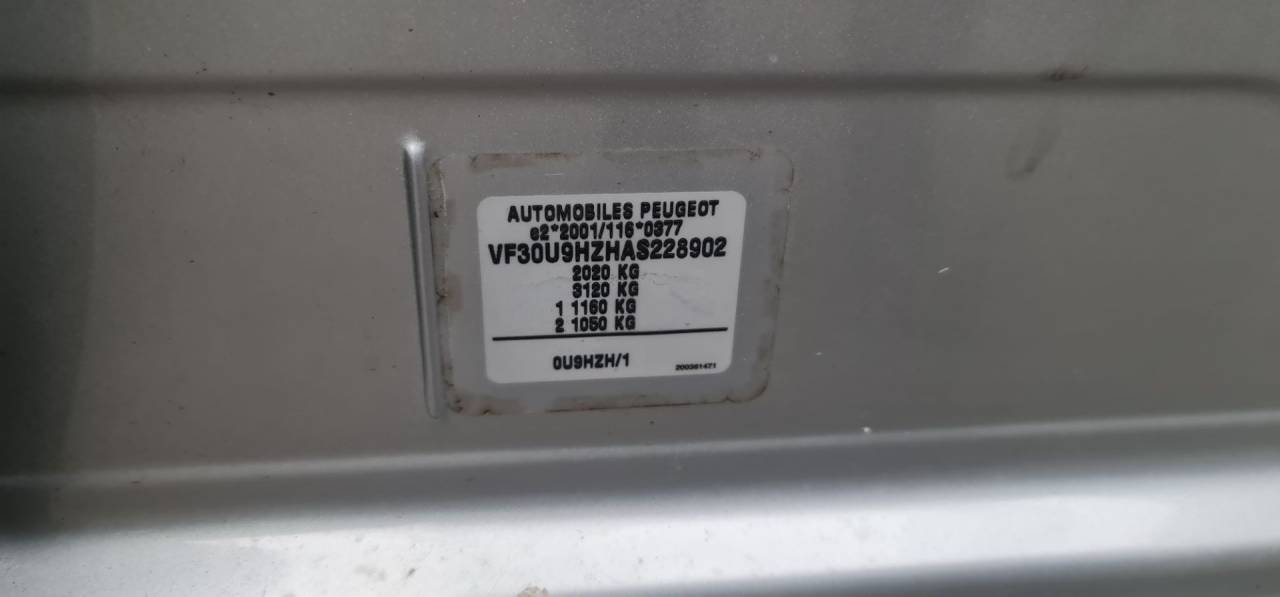 AUTOMOBILES PEUGEOT
e2*2001/116*0377
VF30U9HZHAS228902
2020 KG
3120 KG
1 1160 KG
2 1050 KG
0U9HZH/1
200361471